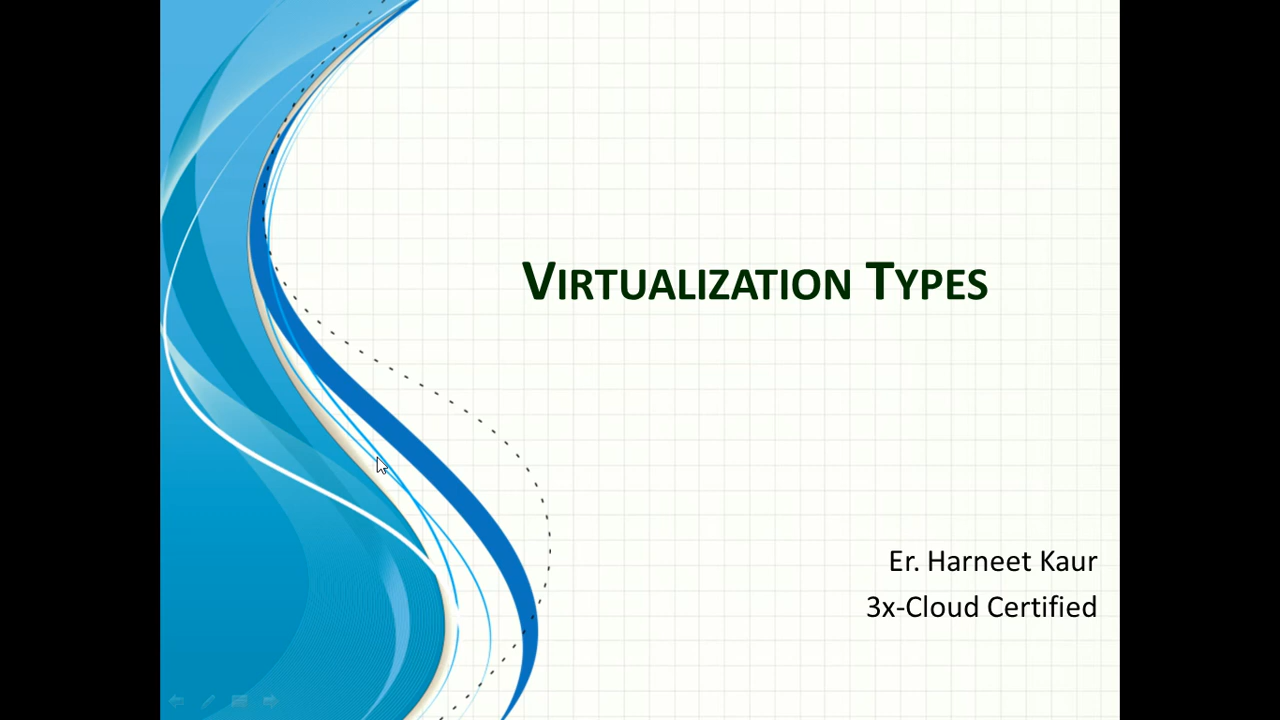 Virtualization Types
Er. Harneet Kaur
3x-Cloud Certified